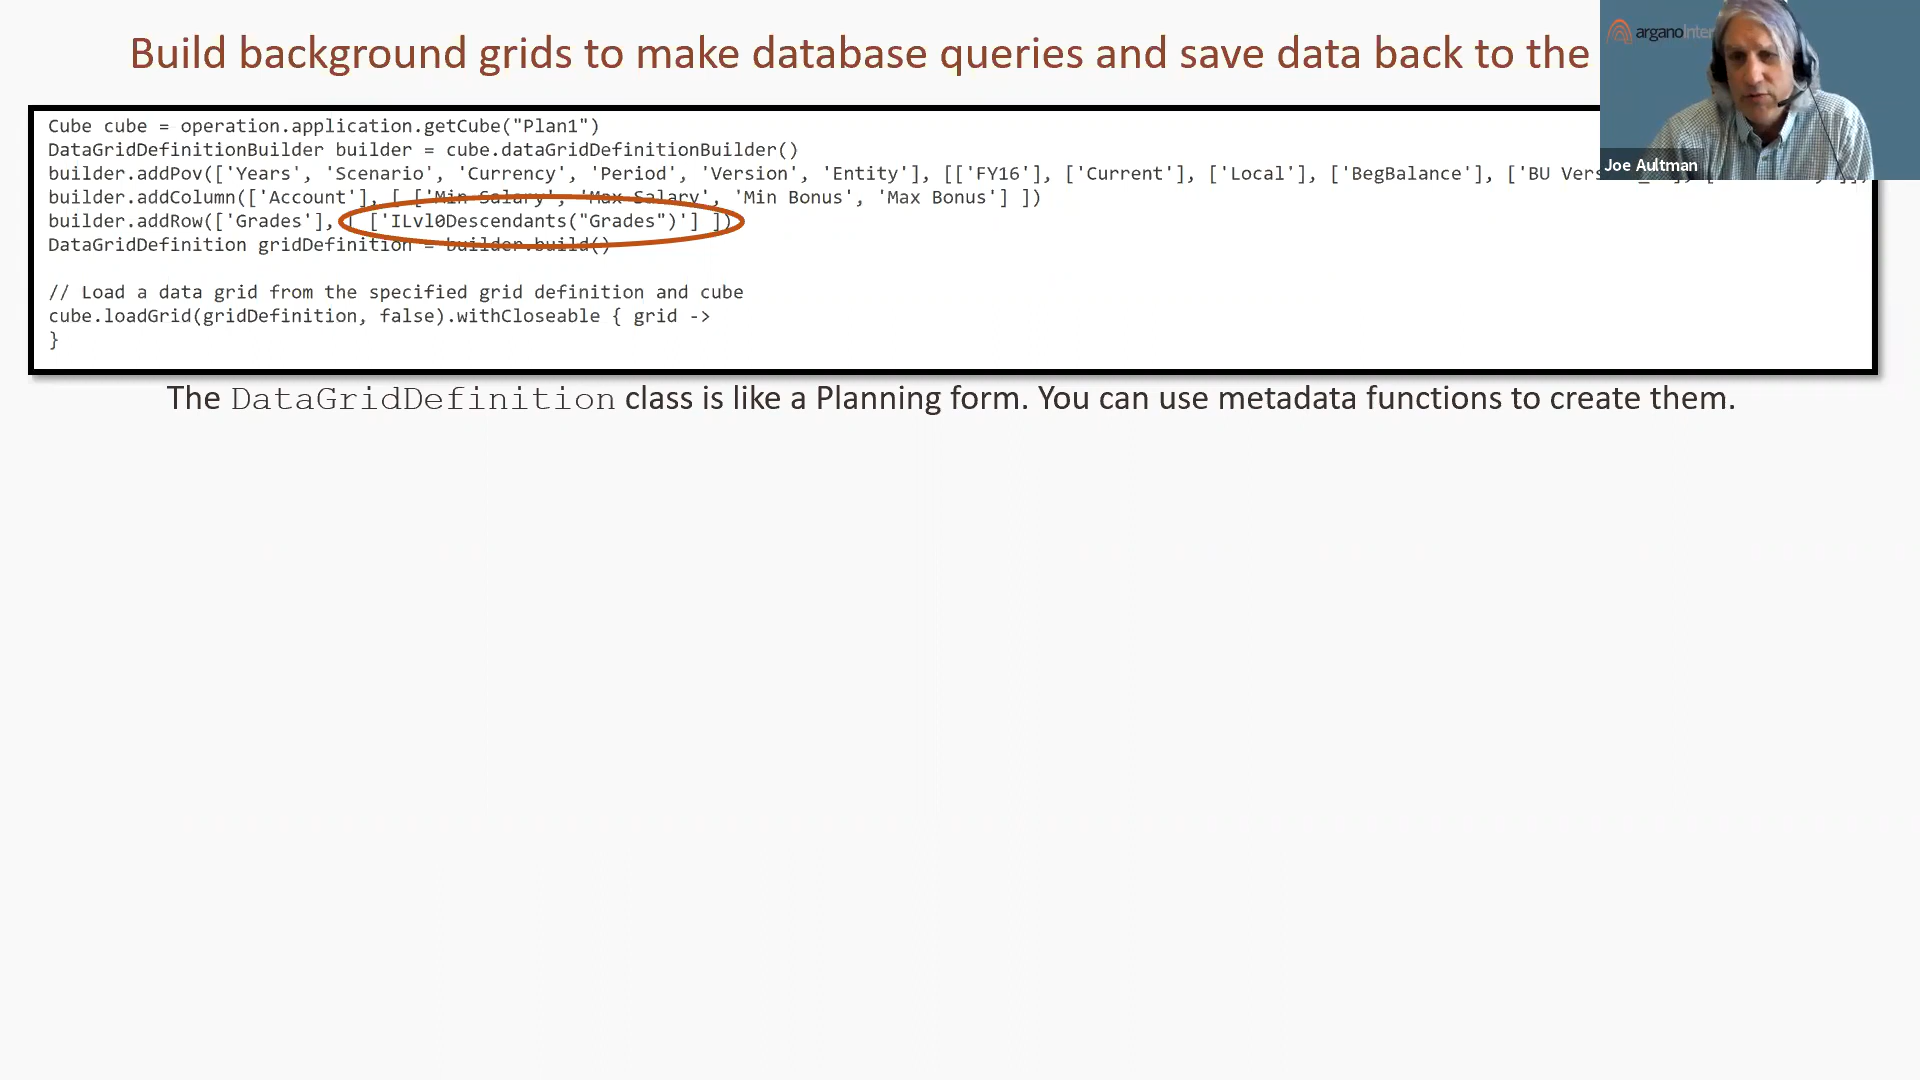 Build background grids to make database queries and save data back to the
arganoInter
Joe Aultman
Cube cube = operation.application.getCube("Plan1")
DataGridDefinitionBuilder builder = cube.dataGridDefinitionBuilder()
builder.addPov(['Years', 'Scenario', 'Currency', 'Period', 'Version', 'Entity'], [['FY16'], ['Current'], ['Local'], ['BegBalance'], ['BU
builder.addColumn(['Account'], [ ['Min Salary', 'Max Salary', 'Min Bonus', 'Max Bonus'] ])
builder.addRow(['Grades'], [ ['ILvl0Descendants("Grades")'] ])
DataGridDefinition gridDefinition = builder.build()
// Load a data grid from the specified grid definition and cube
cube.loadGrid(gridDefinition, false).withCloseable { grid ->
}
The DataGridDefinition class is like a Planning form. You can use metadata functions to create them.